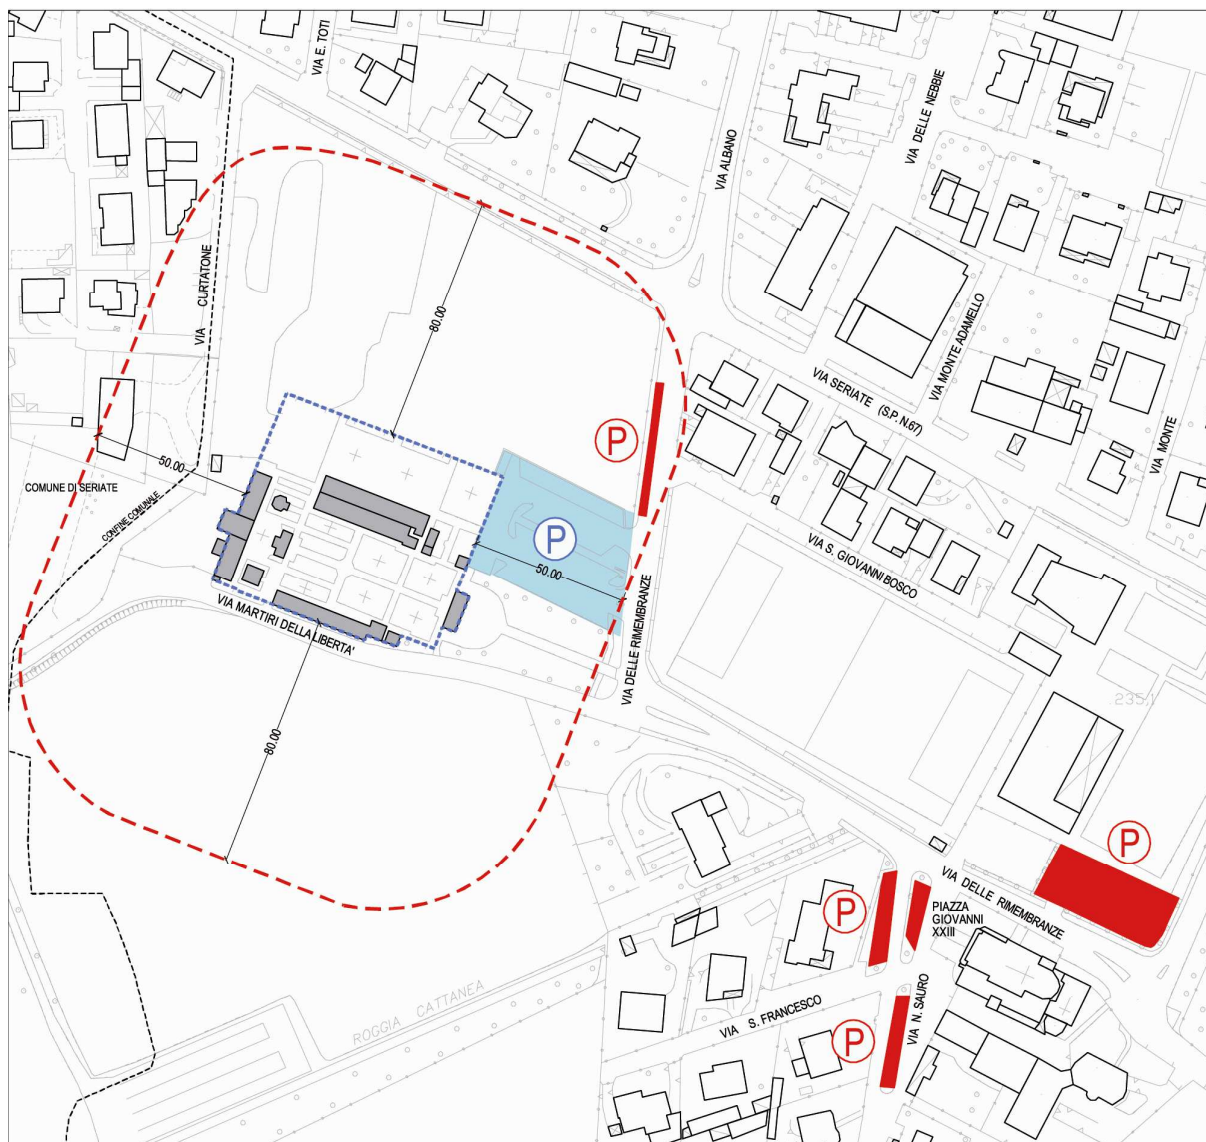 VIA E. TOTI
VIA ALBANO
VIA DELLE NEBBIE
VIA CURTATONE
80.00
VIA MONTE ADAMELLO
VIA SERIATE (S.P. N.67)
VIA MONTE
P
50.00
COMUNE DI SERIATE
CONFINE COMUNALE
P
50.00
VIA S. GIOVANNI BOSCO
VIA MARTIRI DELLA LIBERTA'
VIA DELLE RIMEMBRANZE
235,1
80.00
P
VIA DELLE RIMEMBRANZE
P
PIAZZA
GIOVANNI
XXIII
ROGGIA CATTANEA
VIA S. FRANCESCO
VIA N. SAURO
P